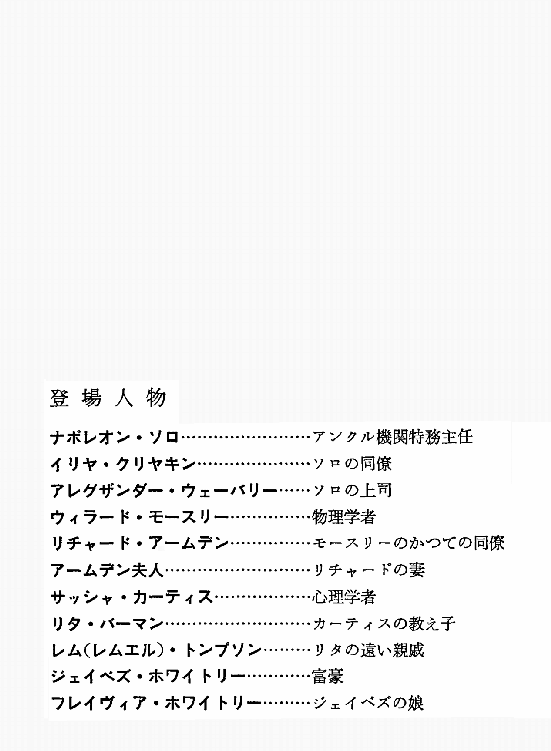 登場人物
ナポレオン・ソロ……………………アンクル機関特務主任
イリヤ・クリヤキン…………………ソロの同僚
アレグザンダー・ウェーバリー……ソロの上司
ウィラード・モースリー……………物理学者
リチャード・アームデン……………モースリーのかつての同僚
アームデン夫人………………………リチャードの妻
サッシャ・カーティス………………心理学者
リタ・バーマン………………………カーティスの教え子
レム(レムエル)・トンプソン………リタの遠い親戚
ジェイベズ・ホワイトリー…………富豪
フレイヴィア・ホワイトリー………ジェイベズの娘